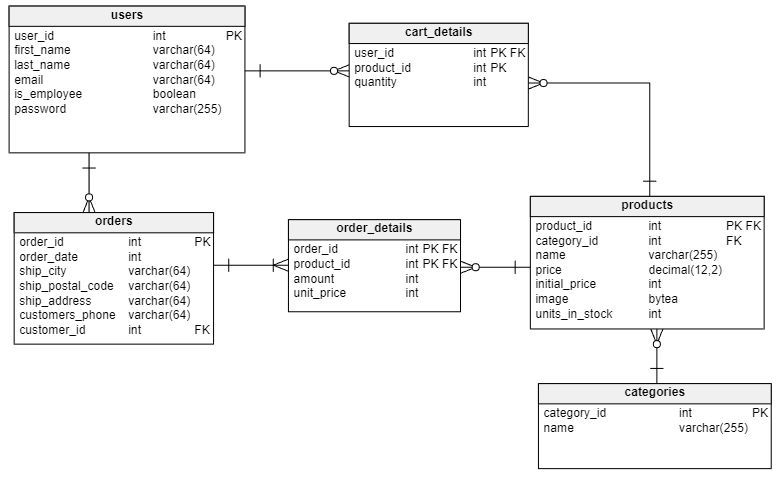 users
user_id int PK
first_name varchar(64)
last_name varchar(64)
email varchar(64)
is_employee boolean
password varchar(255)
cart_details
user_id int PK FK
product_id int PK
quantity int
orders
order_id int PK
order_date int
ship_city varchar(64)
ship_postal_code varchar(64)
ship_address varchar(64)
customers_phone varchar(64)
customer_id int FK
order_details
order_id int PK FK
product_id int PK FK
amount int
unit_price int
products
product_id int PK FK
category_id int FK
name varchar(255)
price decimal(12,2)
initial_price int
image bytea
units_in_stock int
categories
category_id int PK
name varchar(255)